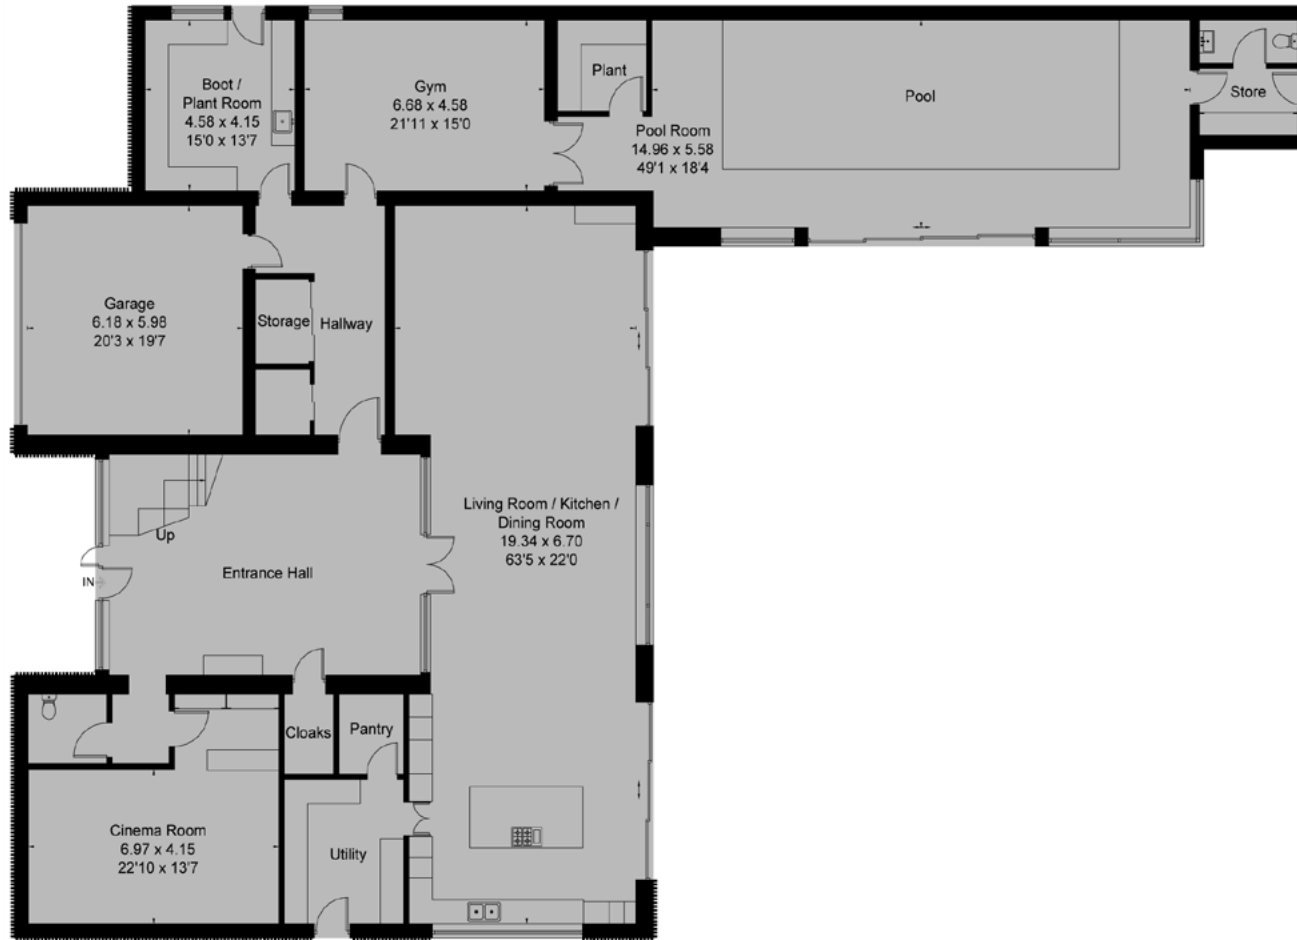 Boot /
Plant Room
4.58 x 4.15
15'0 x 13'7
Gym
6.68 x 4.58
21'11 x 15'0
Plant
Pool Room
14.96 x 5.58
49'1 x 18'4
Pool
Store
Garage
6.18 x 5.98
20'3 x 19'7
Storage
Hallway
Up
IN
Entrance Hall
Living Room / Kitchen /
Dining Room
19.34 x 6.70
63'5 x 22'0
Cloaks
Pantry
Cinema Room
6.97 x 4.15
22'10 x 13'7
Utility